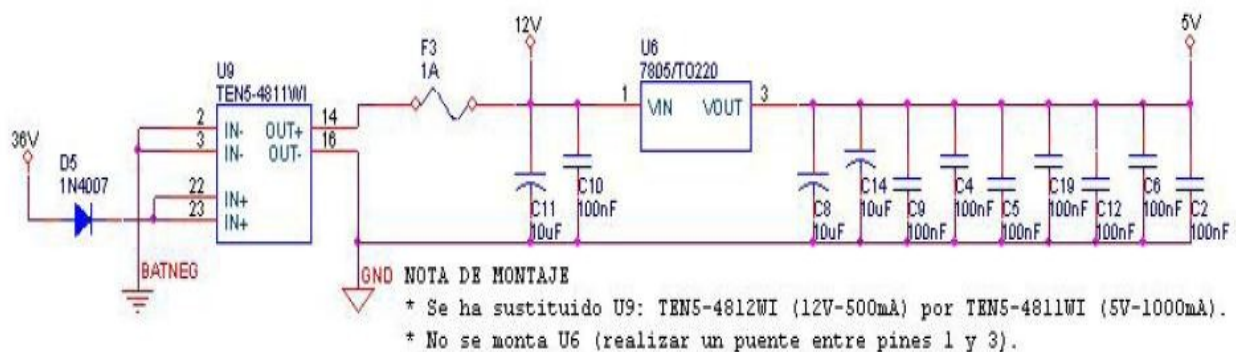 12V
5V
F3
1A
U6
7805/TO220
U9
TEN5-4811WI
1
VIN
VOUT
3
36V
2
IN-
OUT+
14
3
IN-
OUT-
16
D5
1N4007
22
IN+
23
IN+
C11
10uF
C10
100nF
C8
10uF
C14
10uF
C9
100nF
C4
100nF
C5
100nF
C19
100nF
C12
100nF
C6
100nF
C2
100nF
BATNEG
GND
NOTA DE MONTAJE
* Se ha sustituido U9: TEN5-4812WI (12V-500mA) por TEN5-4811WI (5V-1000mA).
* No se monta U6 (realizar un puente entre pines 1 y 3).